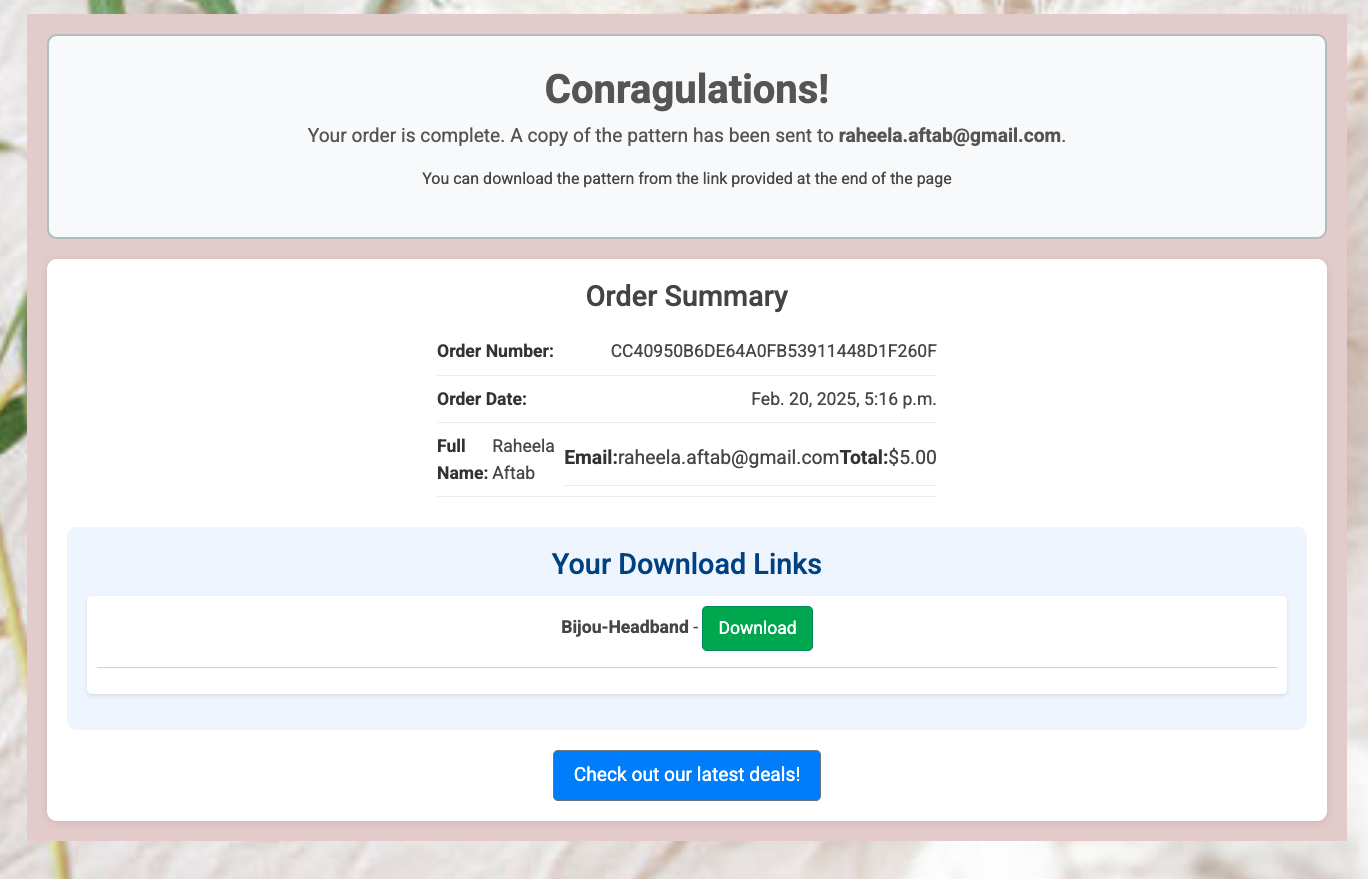 Conragulations!
Your order is complete. A copy of the pattern has been sent to raheela.aftab@gmail.com.
You can download the pattern from the link provided at the end of the page
Order Summary
Order Number: CC40950B6DE64A0FB53911448D1F260F
Order Date: Feb. 20, 2025, 5:16 p.m.
Full Name: Raheela Aftab
Email:raheela.aftab@gmail.comTotal:$5.00
Your Download Links
Bijou-Headband - Download
Check out our latest deals!